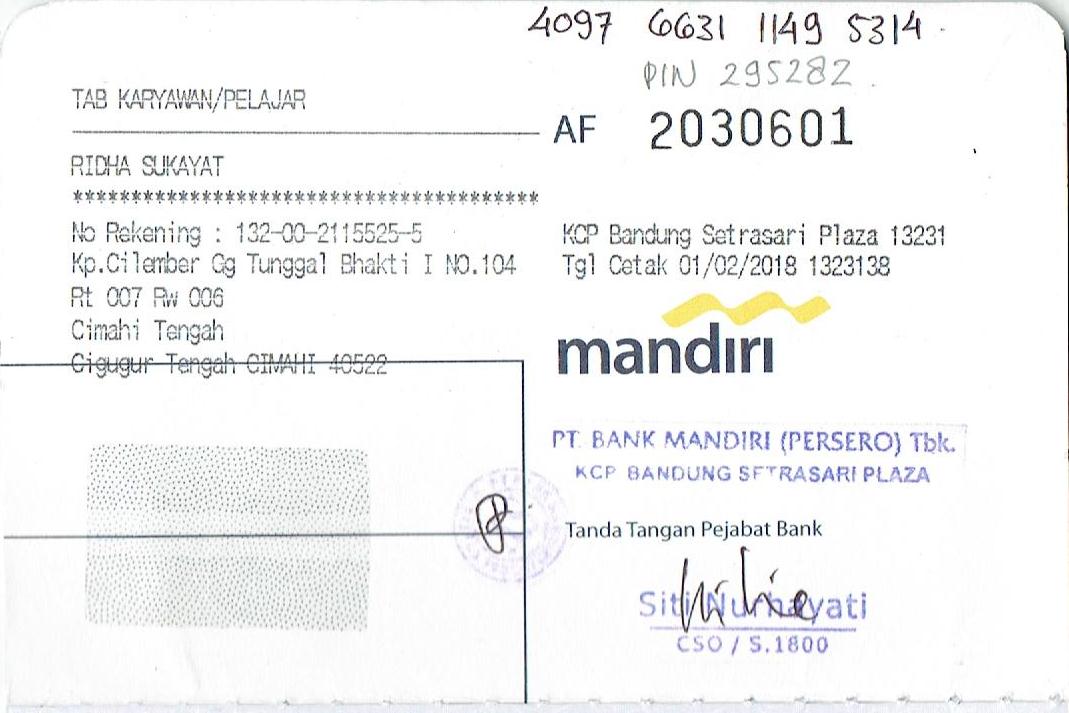 4097 6631 1149 5314
PIN 295282
TAB KARYAWAN/PELAJAR
AF 2030601
RIDHA SUKAYAT
****************************************
No Rekening : 132-00-2115525-5
Kp.Cilember Gg Tunggal Bhakti I NO.104
Rt 007 Rw 006
Cimahi Tengah
Cigugur Tengah CIMAHI 40522
KCP Bandung Setrasari Plaza 13231
Tgl Cetak 01/02/2018 1323138
mandırı
PT. BANK MANDIRI (PERSERO) Tbk.
KCP BANDUNG SETRASARI PLAZA
Tanda Tangan Pejabat Bank
Siti Nurhayati
CSO / S.1800